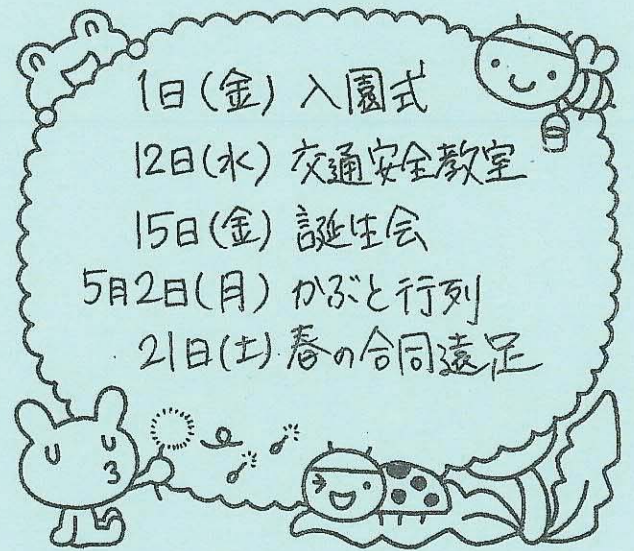 1日(金) 入園式
12日(水) 交通安全教室
15日(金) 誕生会
5月2日(月) かぶと行列
21日(土) 春の合同遠足